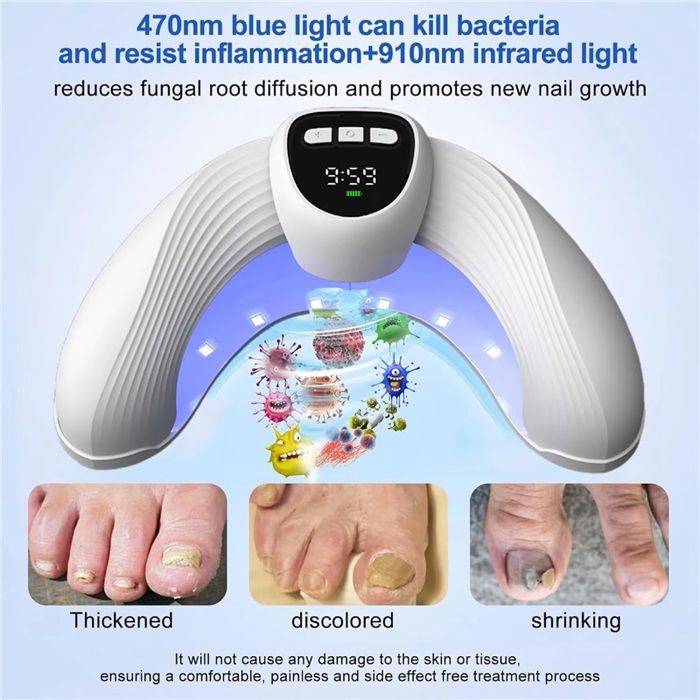 470nm blue light can kill bacteria
and resist inflammation+910nm infrared light
reduces fungal root diffusion and promotes new nail growth
9:59
Thickened
discolored
shrinking
It will not cause any damage to the skin or tissue,
ensuring a comfortable, painless and side effect free treatment process